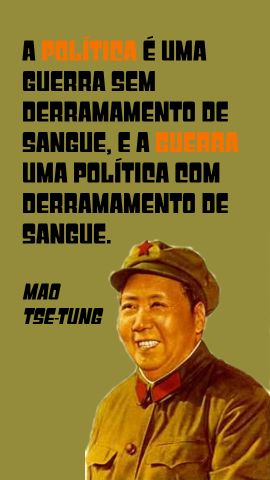 A POLÍTICA É UMA
GUERRA SEM
DERRAMAMENTO DE
SANGUE, E A GUERRA
UMA POLÍTICA COM
DERRAMAMENTO DE
SANGUE.
MAO
TSE-TUNG